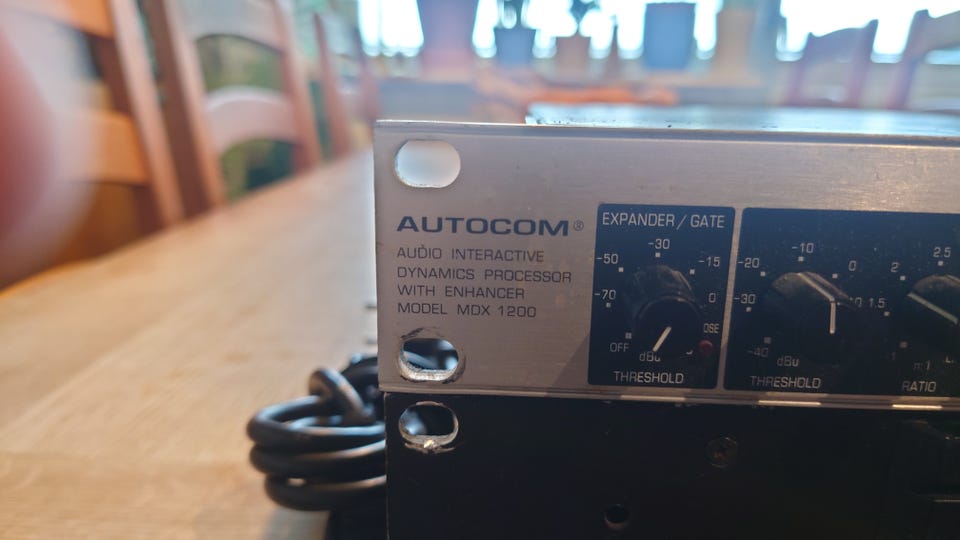 AUTOCOM®
AUDIO INTERACTIVE
DYNAMICS PROCESSOR
WITH ENHANCER
MODEL MDX 1200
EXPANDER / GATE
-30
-50 -15
-70 0
OFF dBu
THRESHOLD
-10
-20 0
-30
-40 dBu
THRESHOLD
2.5
2
1.5
RATIO